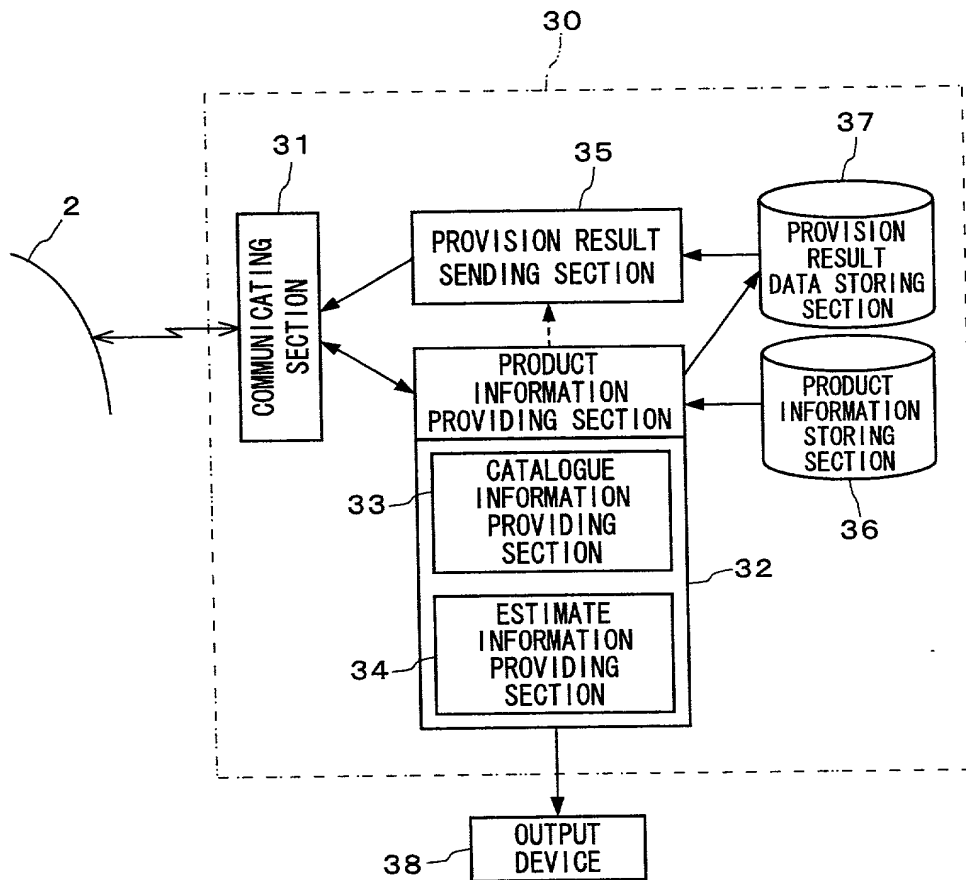 30
31
35
37
2
COMMUNICATING
SECTION
PROVISION RESULT
SENDING SECTION
PROVISION
RESULT
DATA STORING
SECTION
PRODUCT
INFORMATION
PROVIDING SECTION
PRODUCT
INFORMATION
STORING
SECTION
36
33
CATALOGUE
INFORMATION
PROVIDING
SECTION
32
34
ESTIMATE
INFORMATION
PROVIDING
SECTION
38
OUTPUT
DEVICE